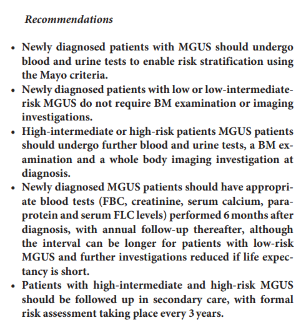 Recommendations
• Newly diagnosed patients with MGUS should undergo
blood and urine tests to enable risk stratification using
the Mayo criteria.
• Newly diagnosed patients with low or low-intermediate-
risk MGUS do not require BM examination or imaging
investigations.
• High-intermediate or high-risk patients MGUS patients
should undergo further blood and urine tests, a BM ex-
amination and a whole body imaging investigation at
diagnosis.
• Newly diagnosed MGUS patients should have appropri-
ate blood tests (FBC, creatinine, serum calcium, para-
protein and serum FLC levels) performed 6 months after
diagnosis, with annual follow-up thereafter, although
the interval can be longer for patients with low-risk
MGUS and further investigations reduced if life expec-
tancy is short.
• Patients with high-intermediate and high-risk MGUS
should be followed up in secondary care, with formal
risk assessment taking place every 3 years.